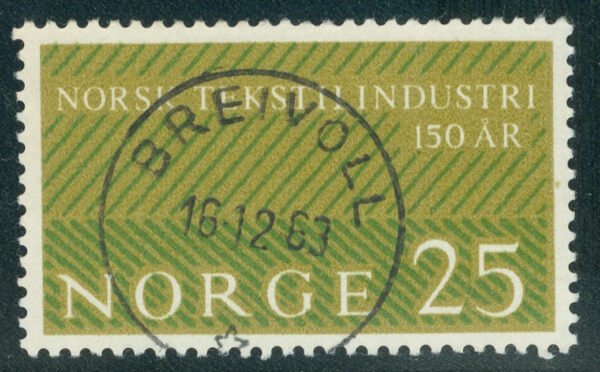 NORSK TEKSTILINDUSTRI
150 ÅR
BREIVOLL
16·12 63
NORGE 25